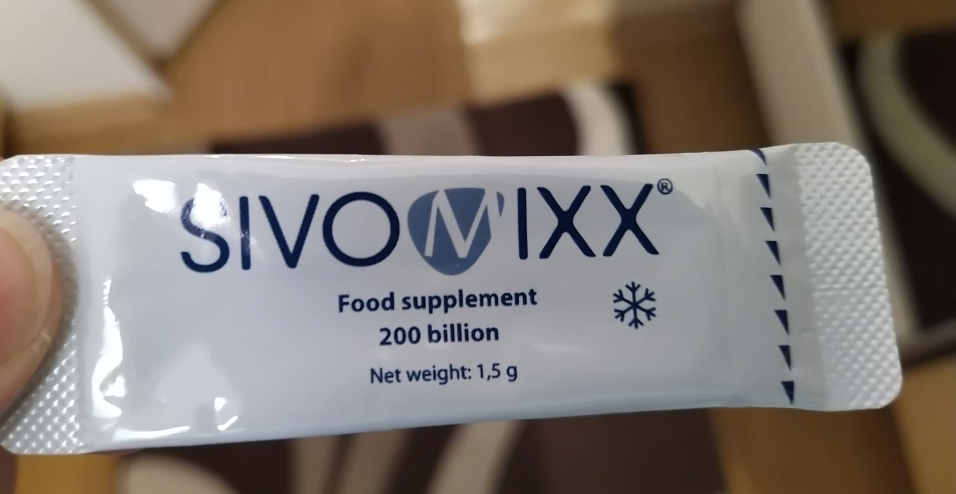 SIVOMIXX®
Food supplement
200 billion
Net weight: 1,5 g